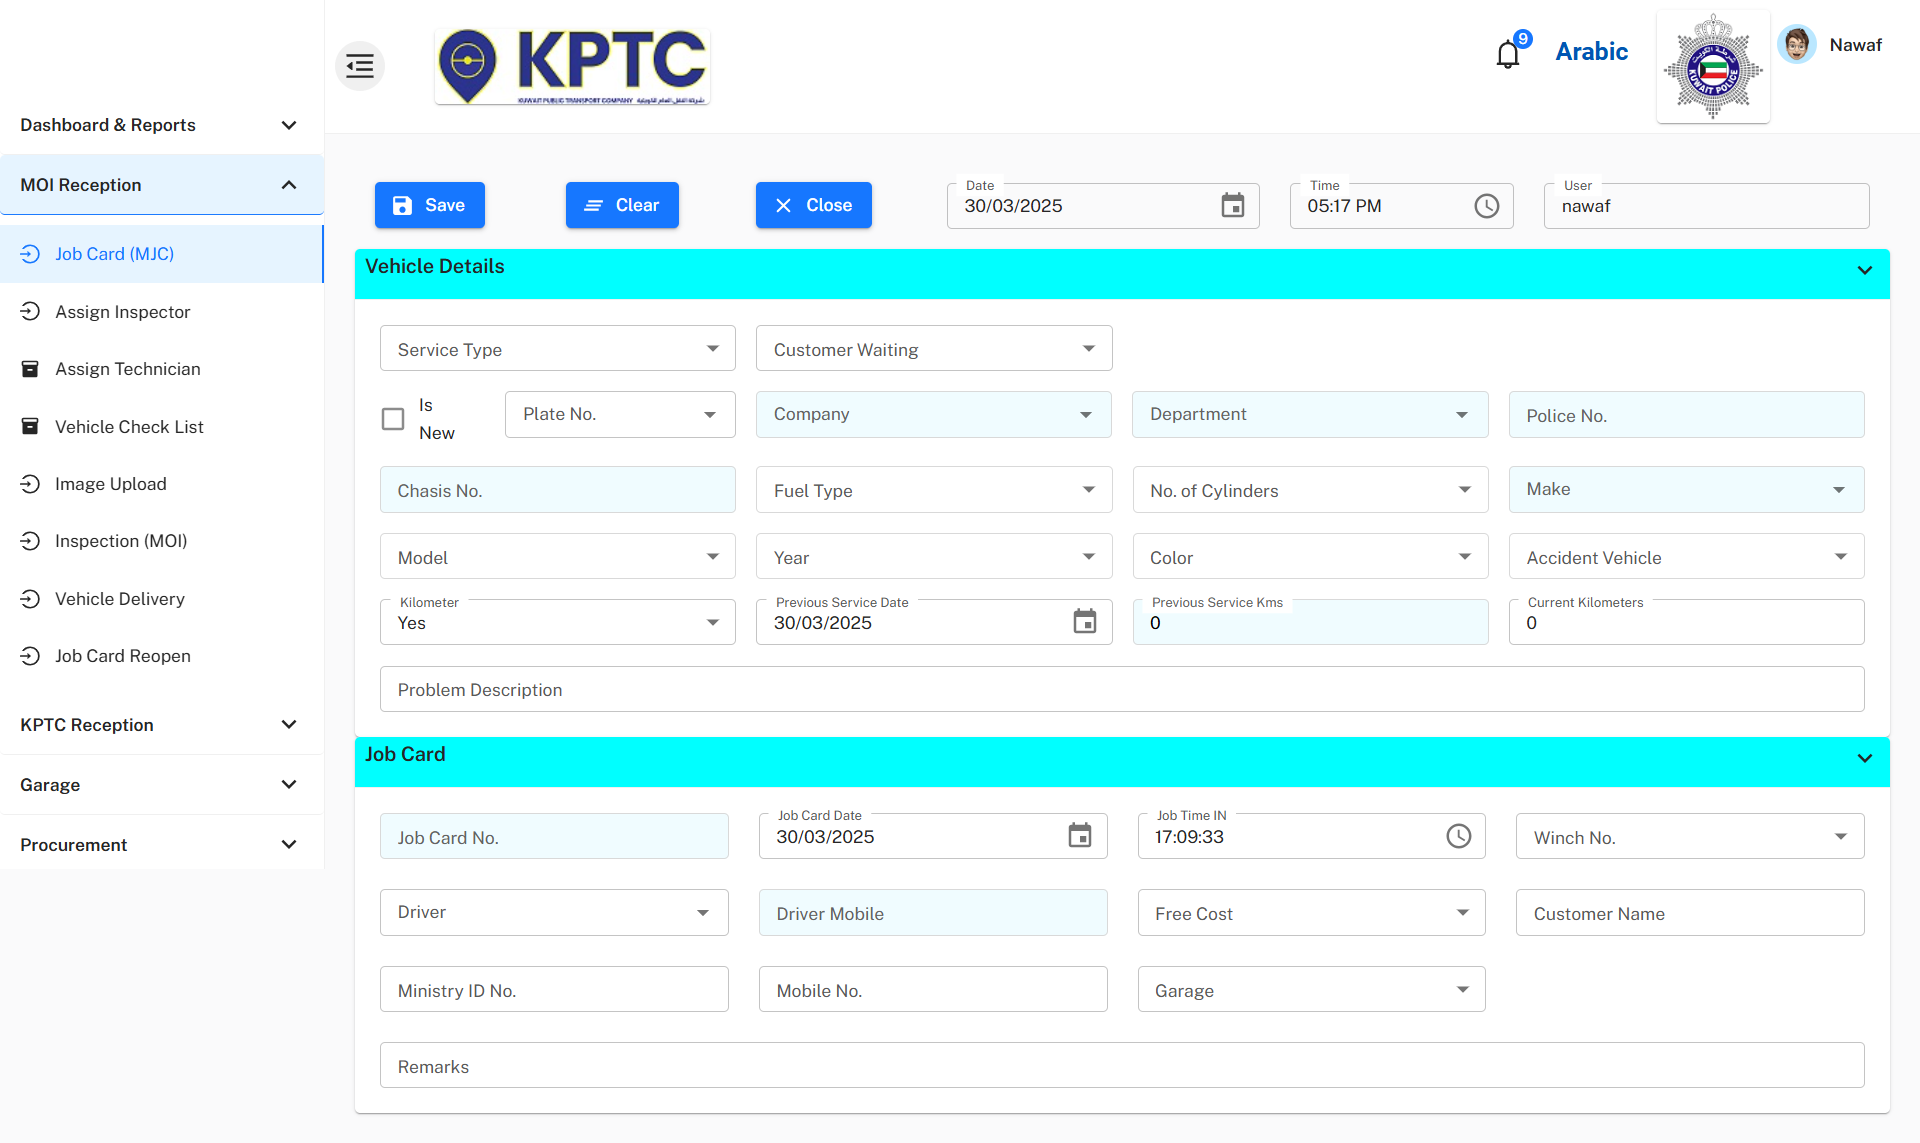 KPTC
KUWAIT PUBLIC TRANSPORT COMPANY شركة النقل العام الكويتية
9
Arabic
KUWAIT POLICE
Nawaf
Dashboard & Reports
MOI Reception
Job Card (MJC)
Assign Inspector
Assign Technician
Vehicle Check List
Image Upload
Inspection (MOI)
Vehicle Delivery
Job Card Reopen
KPTC Reception
Garage
Procurement
Save
Clear
Close
Date
30/03/2025
Time
05:17 PM
User
nawaf
Vehicle Details
Service Type
Customer Waiting
Is
New
Plate No.
Company
Department
Police No.
Chasis No.
Fuel Type
No. of Cylinders
Make
Model
Year
Color
Accident Vehicle
Kilometer
Yes
Previous Service Date
30/03/2025
Previous Service Kms
0
Current Kilometers
0
Problem Description
Job Card
Job Card No.
Job Card Date
30/03/2025
Job Time IN
17:09:33
Winch No.
Driver
Driver Mobile
Free Cost
Customer Name
Ministry ID No.
Mobile No.
Garage
Remarks